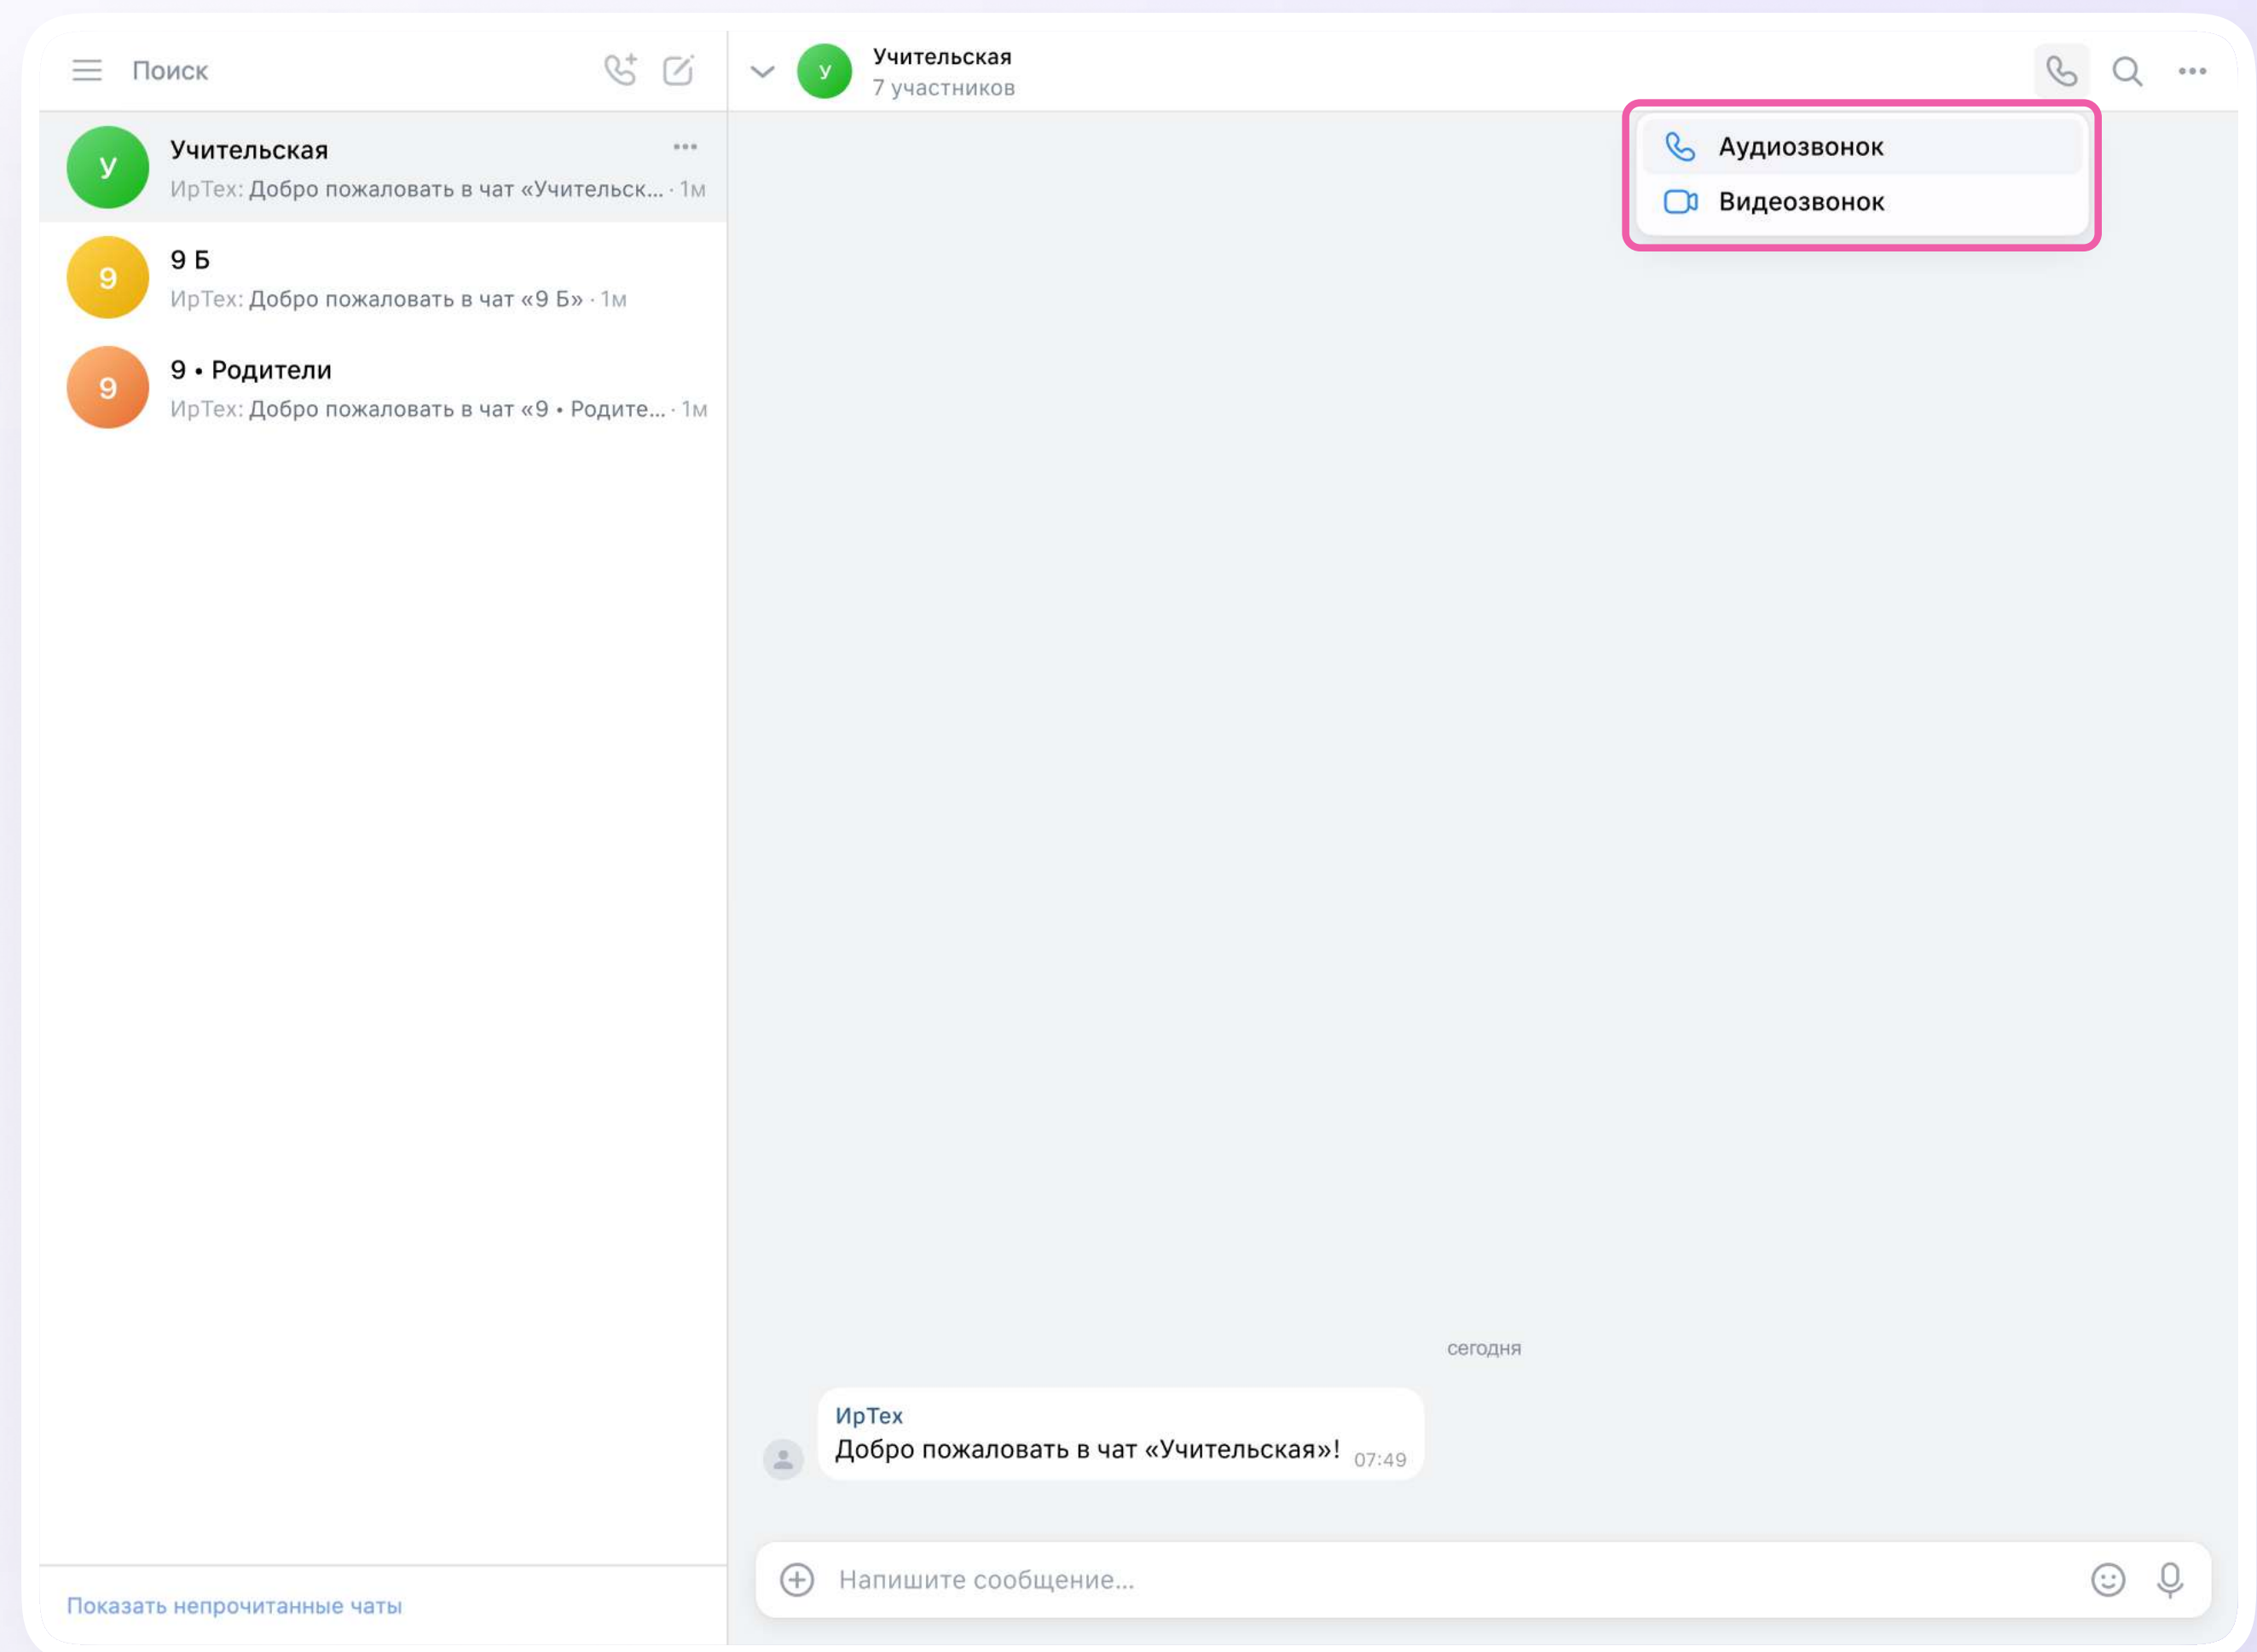 Поиск
У
Учительская
ИрТех: Добро пожаловать в чат «Учительск... · 1м
9
9 Б
ИрТех: Добро пожаловать в чат «9 Б» · 1м
9
9 • Родители
ИрТех: Добро пожаловать в чат «9 • Родите... · 1м
Показать непрочитанные чаты
У
Учительская
7 участников
Аудиозвонок
Видеозвонок
сегодня
ИрТех
Добро пожаловать в чат «Учительская»! 07:49
Напишите сообщение...